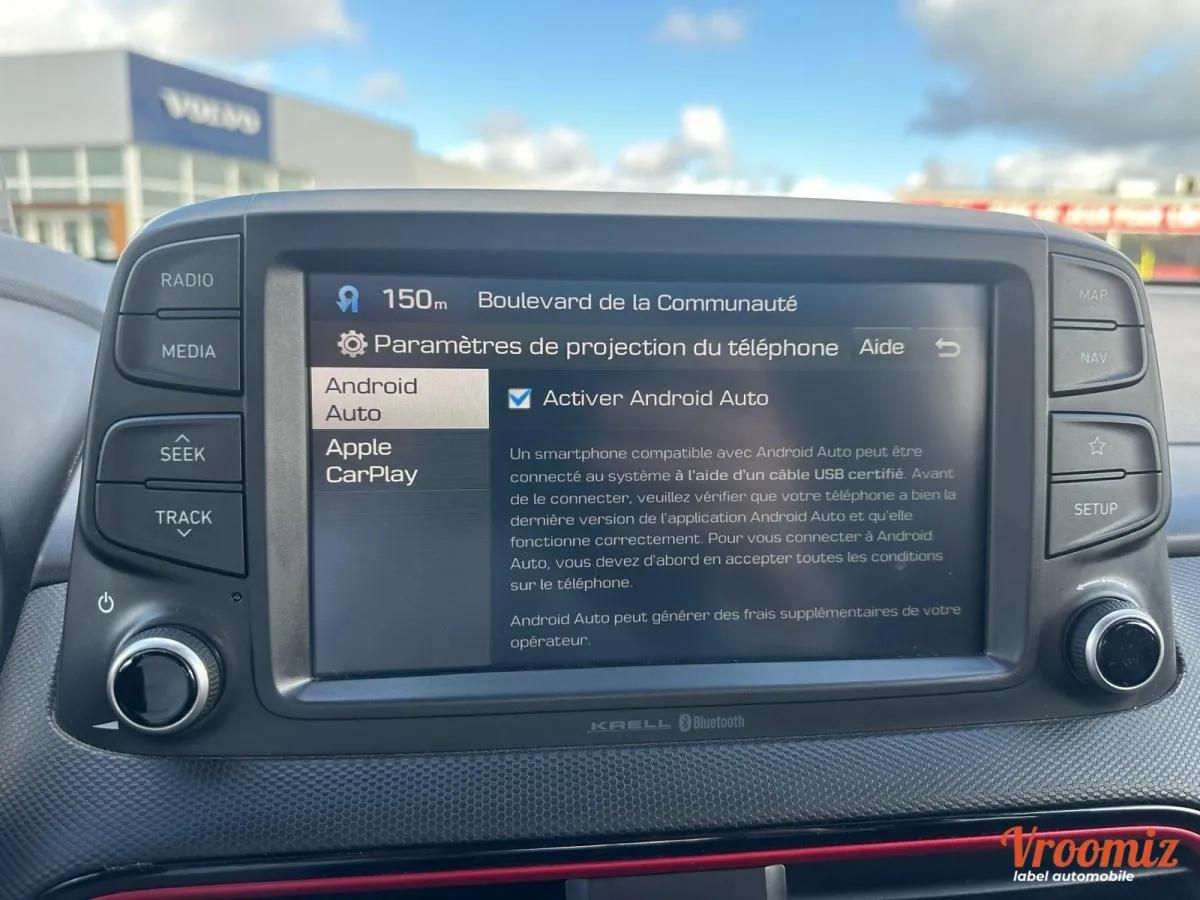 VOLVO
RADIO
MEDIA
SEEK
TRACK
150m Boulevard de la Communauté
Paramètres de projection du téléphone Aide
Android
Auto
Apple
CarPlay
Activer Android Auto
Un smartphone compatible avec Android Auto peut être
connecté au système à l'aide d'un câble USB certifié. Avant
de le connecter, veuillez vérifier que votre téléphone a bien la
dernière version de l'application Android Auto et qu'elle
fonctionne correctement. Pour vous connecter à Android
Auto, vous devez d'abord en accepter toutes les conditions
sur le téléphone.
Android Auto peut générer des frais supplémentaires de votre
opérateur.
MAP
NAV
SETUP
KRELL Bluetooth
Vroomiz
label automobile